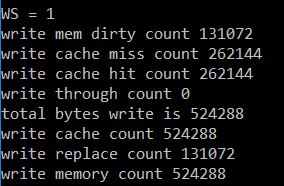 WS = 1
write mem dirty count 131072
write cache miss count 262144
write cache hit count 262144
write through count 0
total bytes write is 524288
write cache count 524288
write replace count 131072
write memory count 524288